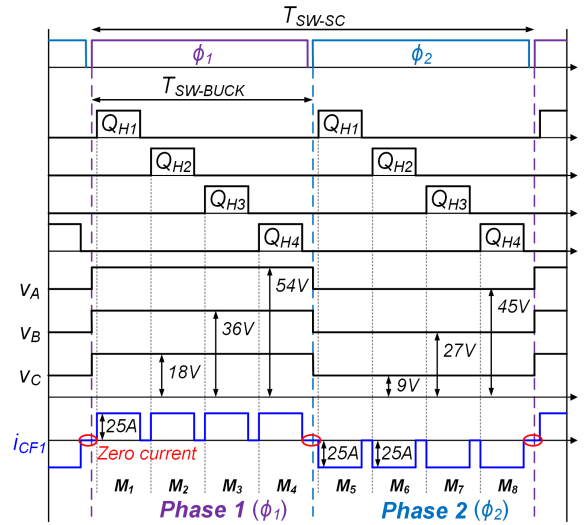 T_SW-SC
ϕ₁ ϕ₂
T_SW-BUCK
Q_H1 Q_H1
Q_H2 Q_H2
Q_H3 Q_H3
Q_H4 Q_H4
v_A 54V 45V
v_B 36V 27V
v_C 18V 9V
i_CF1 25A 25A 25A
Zero current
M₁ M₂ M₃ M₄ M₅ M₆ M₇ M₈
Phase 1 (ϕ₁) Phase 2 (ϕ₂)